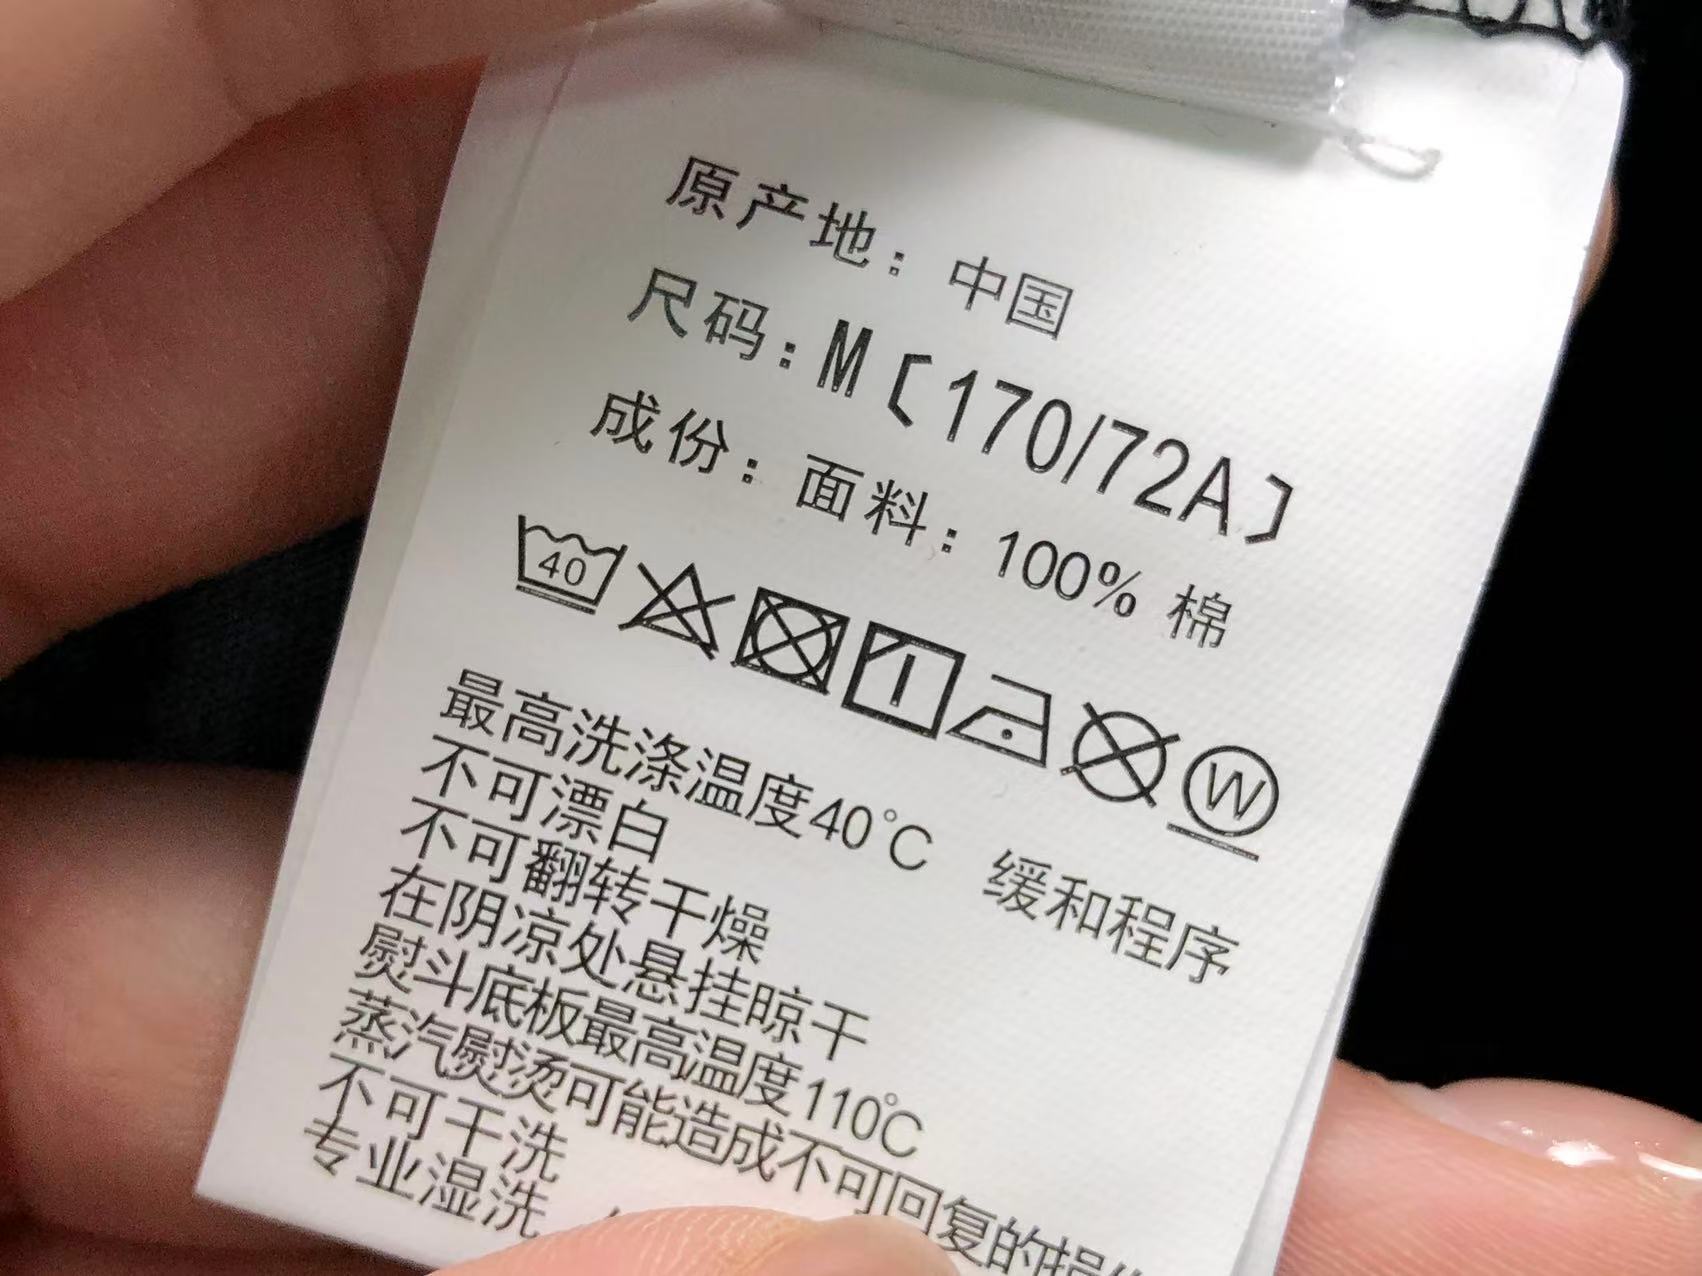 原产地：中国
尺码：M〔170/72A〕
成份：面料：100% 棉
40
W
最高洗涤温度40℃ 缓和程序
不可漂白
不可翻转干燥
在阴凉处悬挂晾干
熨斗底板最高温度110℃
蒸汽熨烫可能造成不可回复的损
不可干洗
专业湿洗